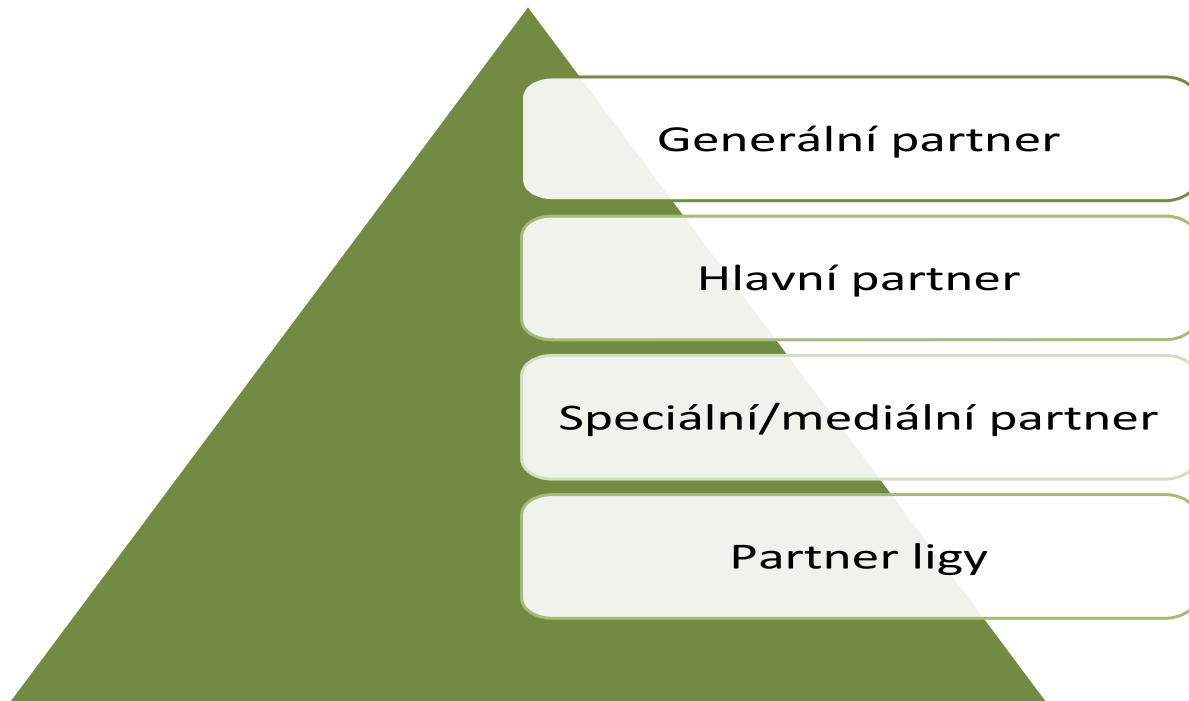 Generální partner
Hlavní partner
Speciální/mediální partner
Partner ligy